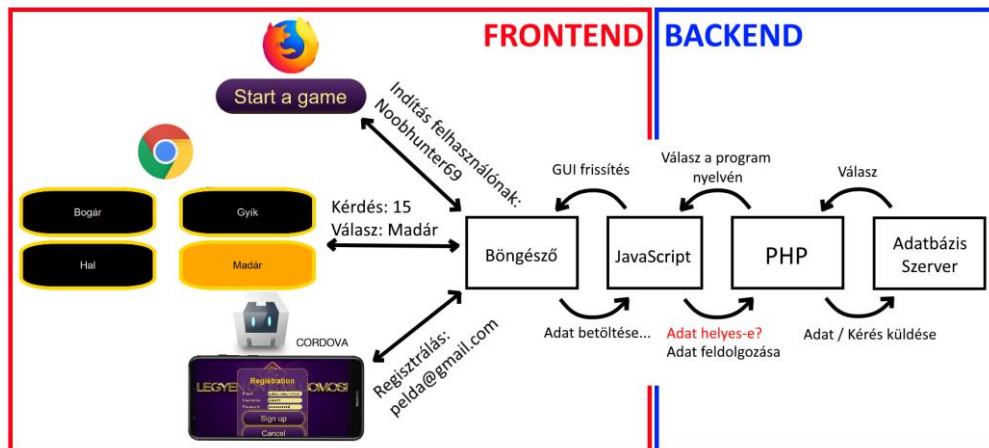 FRONTEND
BACKEND
Start a game
Indítás felhasználónak:
Noobhunter69
Bogár
Gyík
Hal
Madár
Kérdés: 15
Válasz: Madár
CORDOVA
Registration
Sign up
Cancel
Regisztrálás:
pelda@gmail.com
GUI frissítés
Válasz a program
nyelvén
Válasz
Böngésző
JavaScript
PHP
Adatbázis
Szerver
Adat betöltése...
Adat helyes-e?
Adat feldolgozása
Adat / Kérés küldése